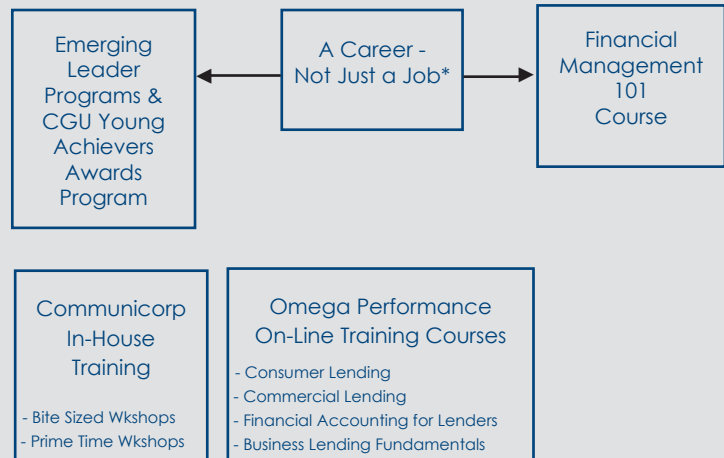 Emerging
Leader
Programs &
CGU Young
Achievers
Awards
Program
A Career -
Not Just a Job*
Financial
Management
101
Course
Communicorp
In-House
Training
- Bite Sized Wkshops
- Prime Time Wkshops
Omega Performance
On-Line Training Courses
- Consumer Lending
- Commercial Lending
- Financial Accounting for Lenders
- Business Lending Fundamentals